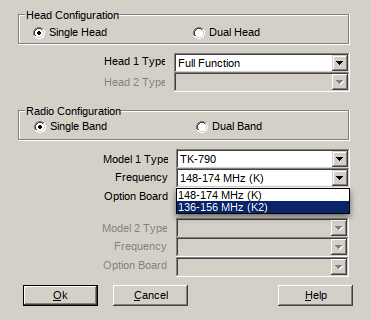 Head Configuration
Single Head Dual Head
Head 1 Type Full Function
Head 2 Type
Radio Configuration
Single Band Dual Band
Model 1 Type TK-790
Frequency 148-174 MHz (K)
Option Board 148-174 MHz (K)
136-156 MHz (K2)
Model 2 Type
Frequency
Option Board
Ok Cancel Help